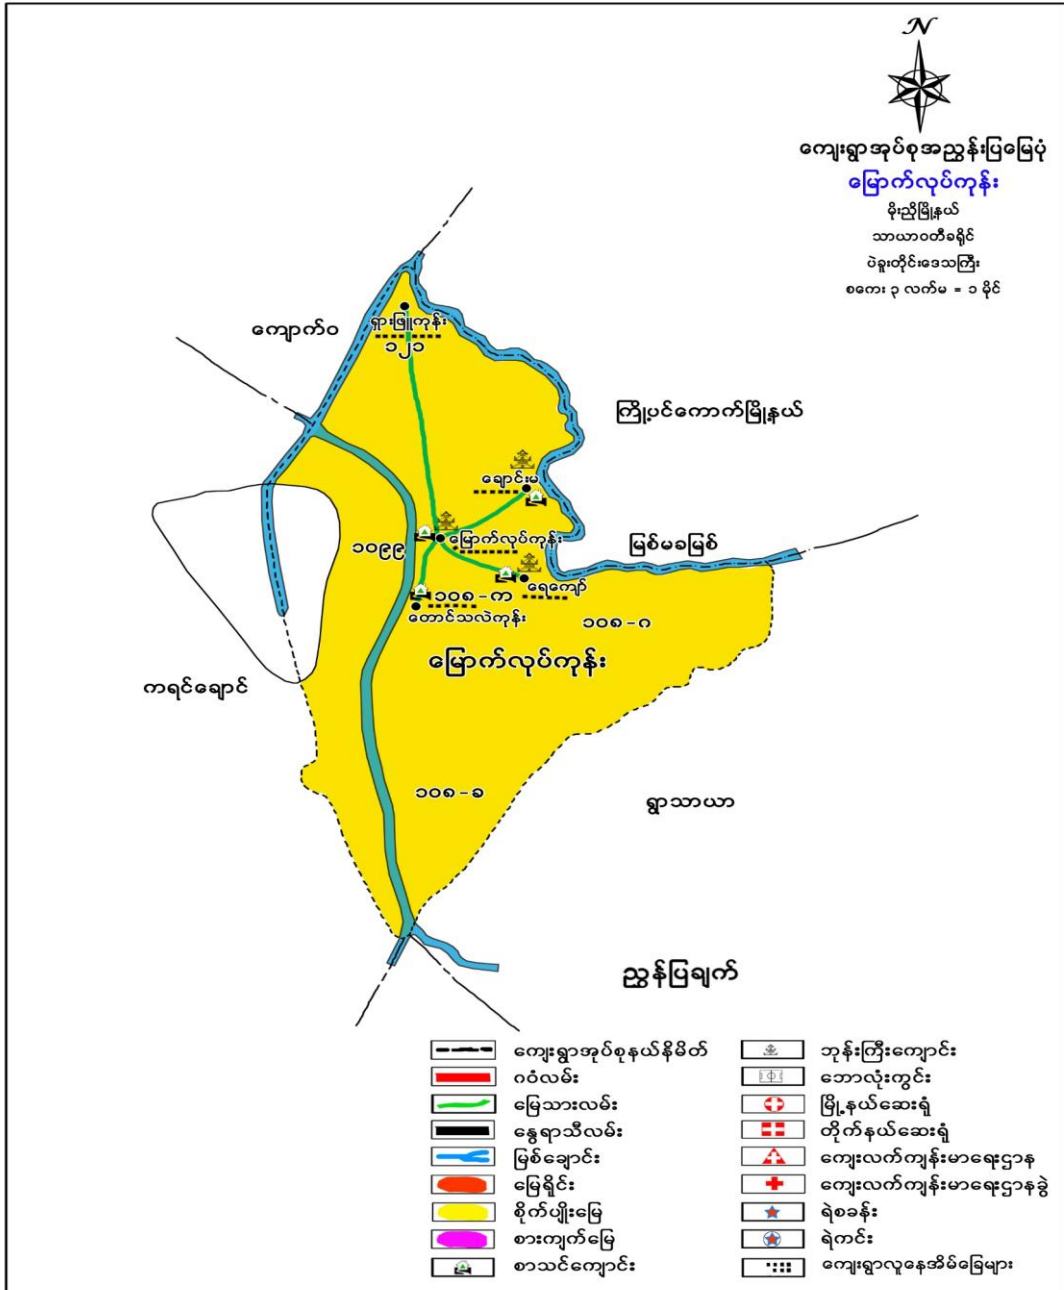 N
ကျေးရွာအုပ်စုအညွှန်းပြမြေပုံ
မြောက်လုပ်ကုန်း
မိုးညိုမြို့နယ်
သာယာဝတီခရိုင်
ပဲခူးတိုင်းဒေသကြီး
စကေး ၃ လက်မ = ၁ မိုင်
ကျောက်ဝ
ရှားဖြူကုန်း
၁၂၁
ကြို့ပင်ကောက်မြို့နယ်
ချောင်းမ
၁၀၉၉
မြောက်လုပ်ကုန်း
မြစ်မခမြစ်
ရေကျော်
၁၀၈-က
တောင်သလဲကုန်း
၁၀၈-ဂ
မြောက်လုပ်ကုန်း
ကရင်ချောင်
၁၀၈-ခ
ရွာသာယာ
ညွှန်ပြချက်
ကျေးရွာအုပ်စုနယ်နိမိတ်
ဂဝံလမ်း
မြေသားလမ်း
နွေရာသီလမ်း
မြစ်ချောင်း
မြေရိုင်း
စိုက်ပျိုးမြေ
စားကျက်မြေ
စာသင်ကျောင်း
ဘုန်းကြီးကျောင်း
ဘောလုံးကွင်း
မြို့နယ်ဆေးရုံ
တိုက်နယ်ဆေးရုံ
ကျေးလက်ကျန်းမာရေးဌာန
ကျေးလက်ကျန်းမာရေးဌာနခွဲ
ရဲစခန်း
ရဲကင်း
ကျေးရွာလူနေအိမ်ခြေများ